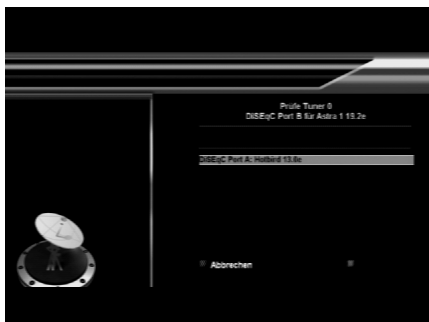 Prüfe Tuner 0
DiSEqC Port B für Astra 1 19.2e
DiSEqC Port A: Hotbird 13.0e
Abbrechen